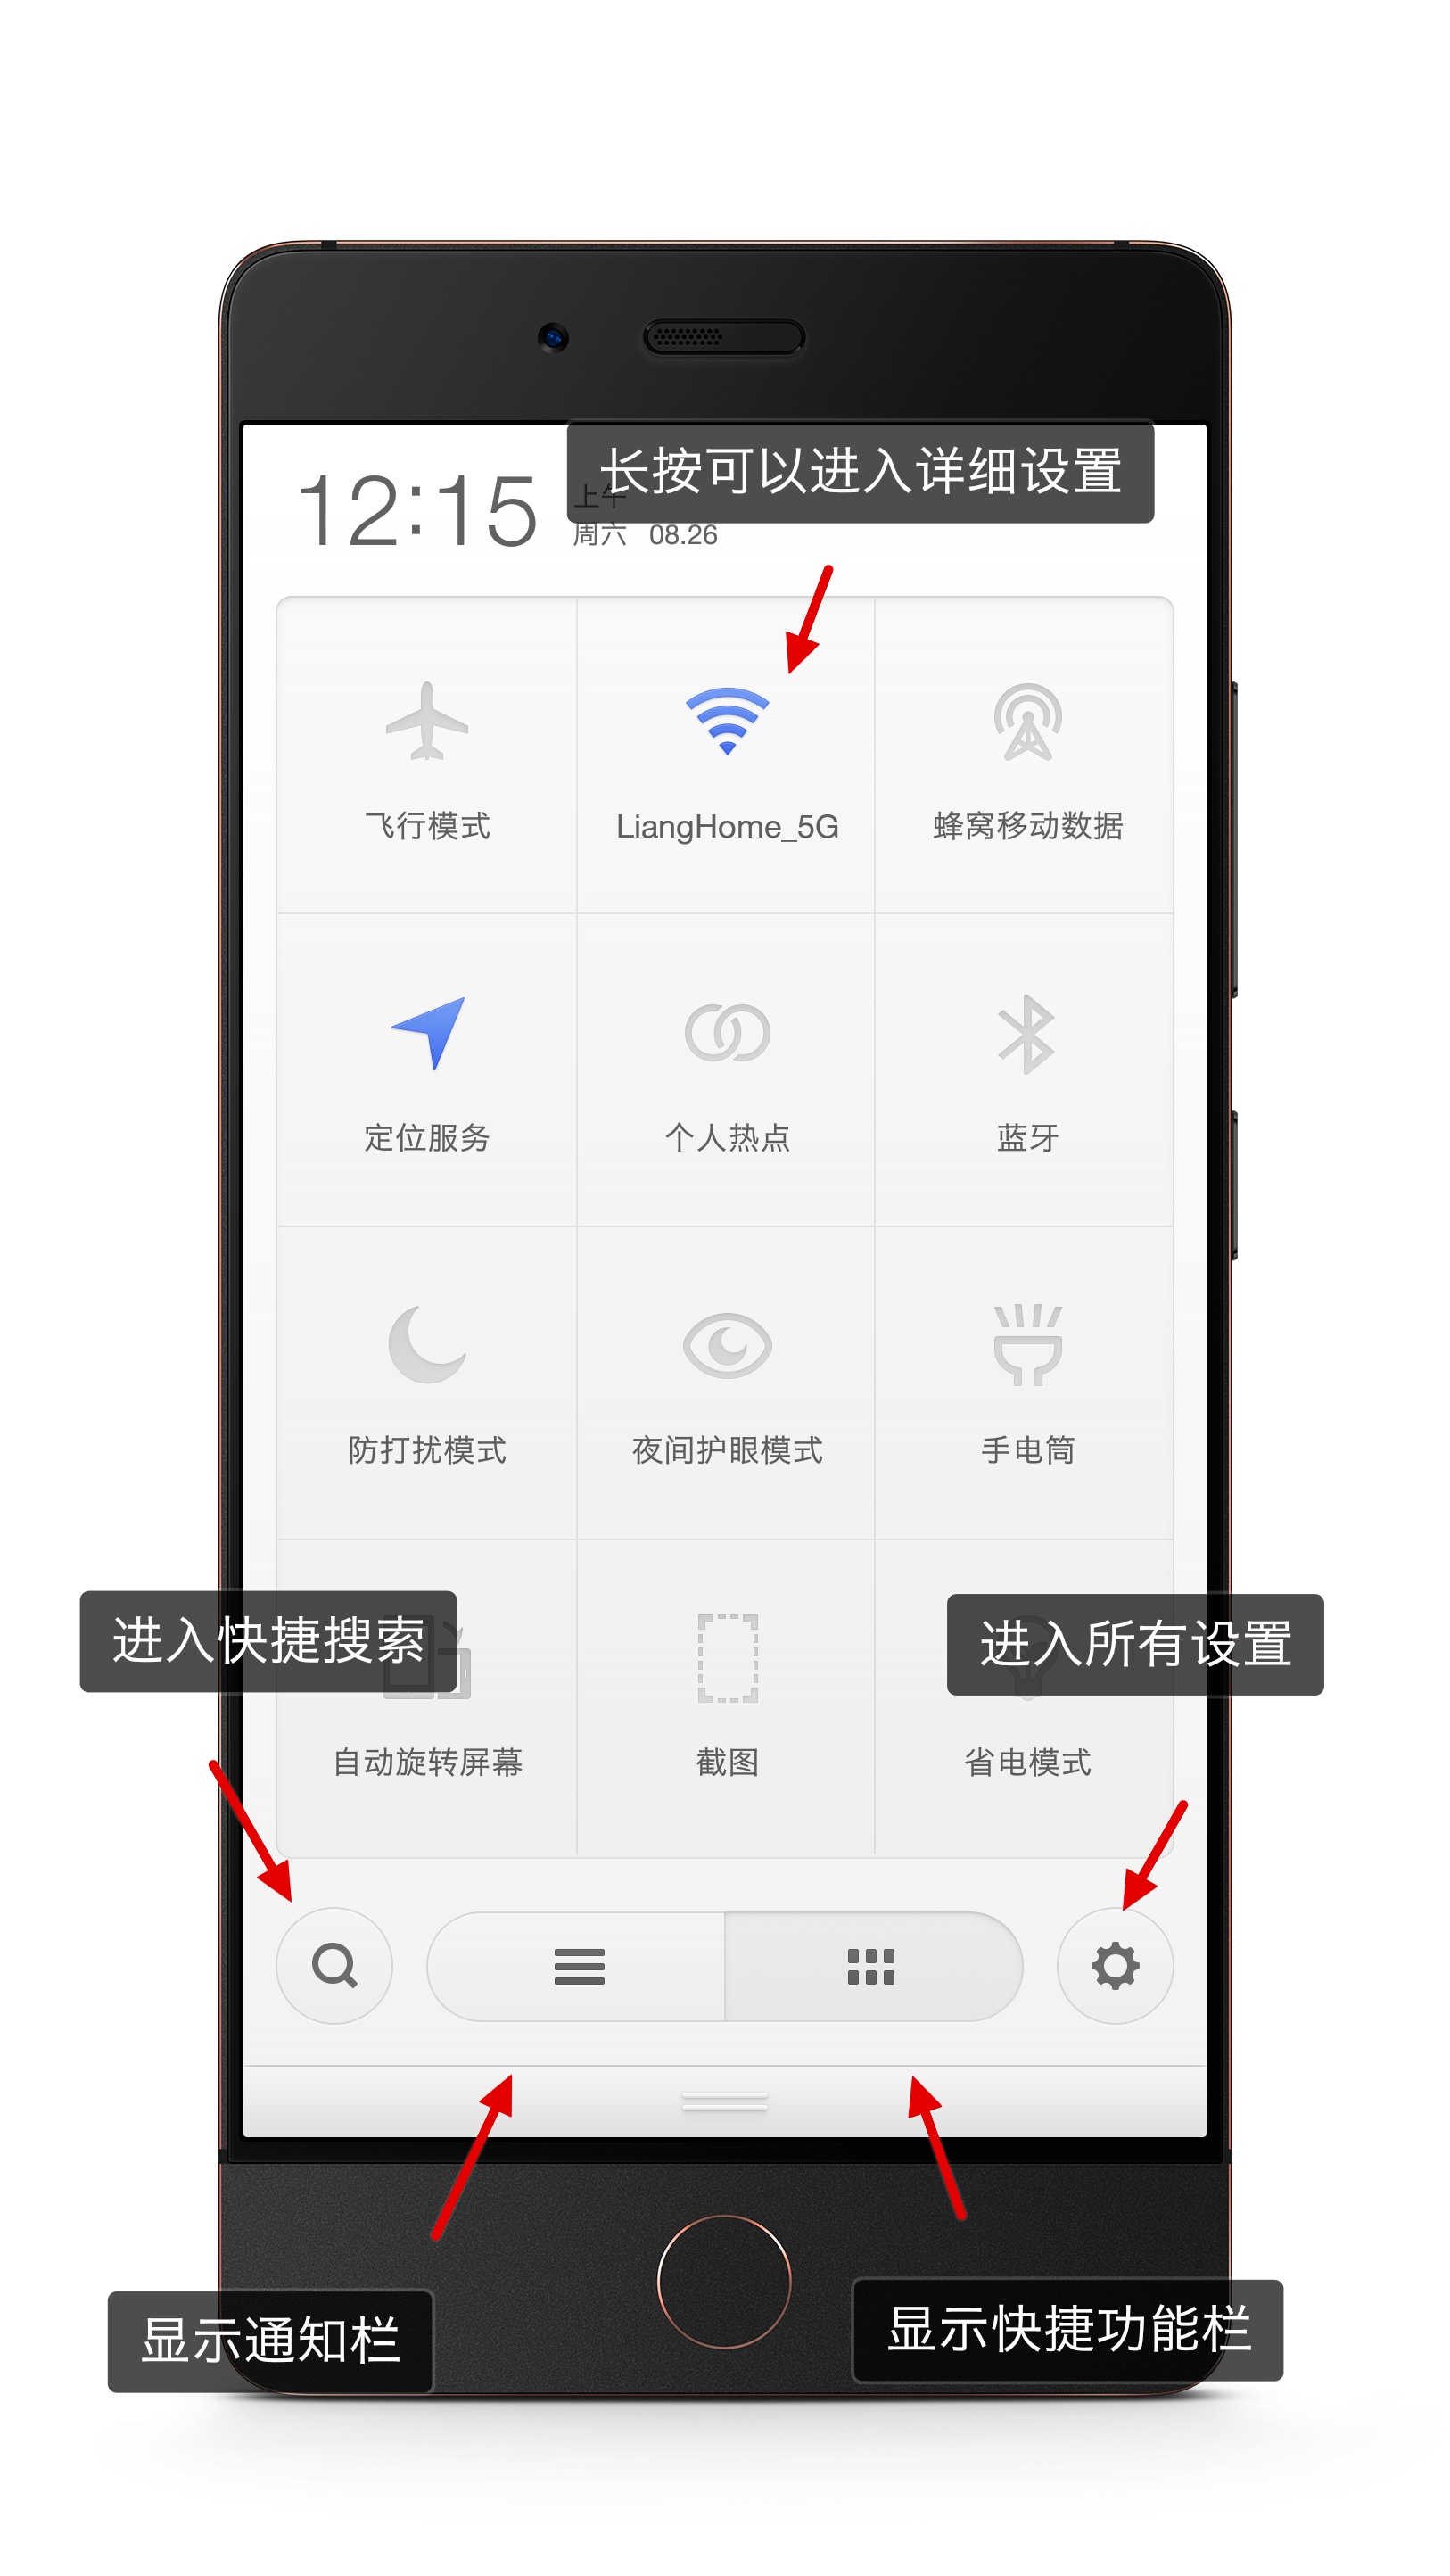 长按可以进入详细设置
12:15
上午
周六 08.26
飞行模式
LiangHome_5G
蜂窝移动数据
定位服务
个人热点
蓝牙
防打扰模式
夜间护眼模式
手电筒
进入快捷搜索
进入所有设置
自动旋转屏幕
截图
省电模式
显示通知栏
显示快捷功能栏